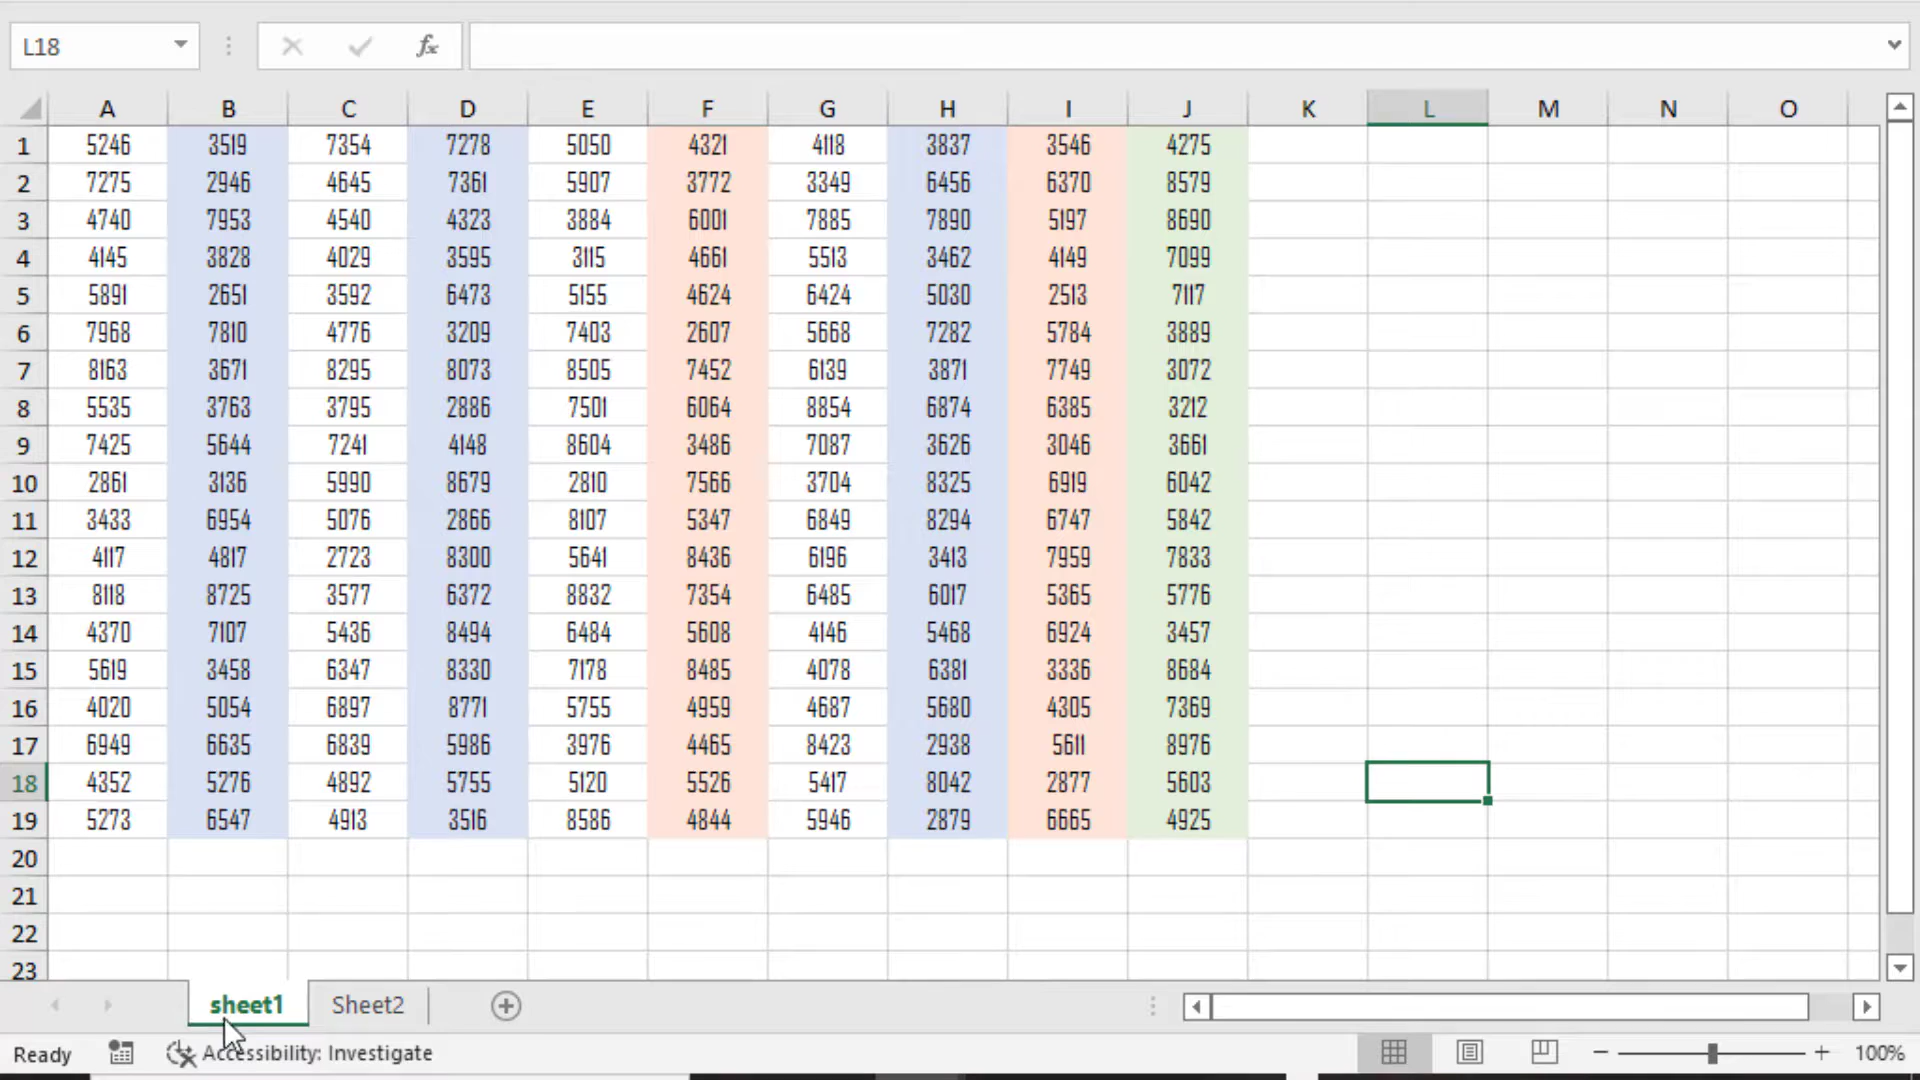 L18
fx
A B C D E F G H I J K L M N O
1 5246 3519 7354 7278 5050 4321 4118 3837 3546 4275
2 7275 2946 4645 7361 5907 3772 3349 6456 6370 8579
3 4740 7953 4540 4323 3884 6001 7885 7890 5197 8690
4 4145 3828 4029 3595 3115 4661 5513 3462 4149 7099
5 5891 2651 3592 6473 5155 4624 6424 5030 2513 7117
6 7968 7810 4776 3209 7403 2607 5668 7282 5784 3889
7 8163 3671 8295 8073 8505 7452 6139 3871 7749 3072
8 5535 3763 3795 2886 7501 6064 8854 6874 6385 3212
9 7425 5644 7241 4148 8604 3486 7087 3626 3046 3661
10 2861 3136 5990 8679 2810 7566 3704 8325 6919 6042
11 3433 6954 5076 2866 8107 5347 6849 8294 6747 5842
12 4117 4817 2723 8300 5641 8436 6196 3413 7959 7833
13 8118 8725 3577 6372 8832 7354 6485 6017 5365 5776
14 4370 7107 5436 8494 6484 5608 4146 5468 6924 3457
15 5619 3458 6347 8330 7178 8485 4078 6381 3336 8684
16 4020 5054 6897 8771 5755 4959 4687 5680 4305 7369
17 6949 6635 6839 5986 3976 4465 8423 2938 5611 8976
18 4352 5276 4892 5755 5120 5526 5417 8042 2877 5603
19 5273 6547 4913 3516 8586 4844 5946 2879 6665 4925
20
21
22
23
sheet1 Sheet2
Ready Accessibility: Investigate 100%